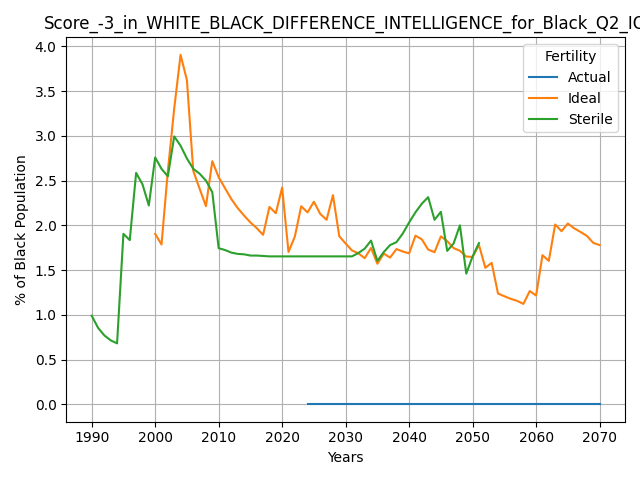 Score_-3_in_WHITE_BLACK_DIFFERENCE_INTELLIGENCE_for_Black_Q2_IC
4.0
3.5
3.0
2.5
2.0
1.5
1.0
0.5
0.0
% of Black Population
Fertility
Actual
Ideal
Sterile
1990 2000 2010 2020 2030 2040 2050 2060 2070
Years